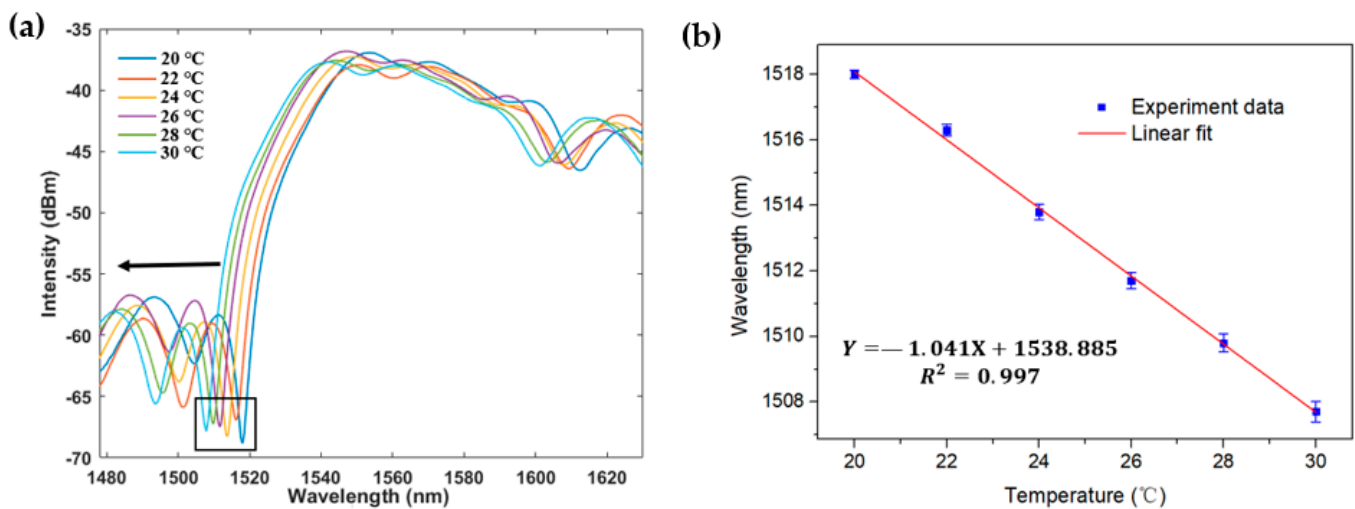 (a)
-35
-40
-45
-50
-55
-60
-65
-70
Intensity (dBm)
20 ℃
22 ℃
24 ℃
26 ℃
28 ℃
30 ℃
1480 1500 1520 1540 1560 1580 1600 1620
Wavelength (nm)
(b)
1518
1516
1514
1512
1510
1508
Wavelength (nm)
Experiment data
Linear fit
Y =— 1.041X + 1538.885
R² = 0.997
20 22 24 26 28 30
Temperature (℃)